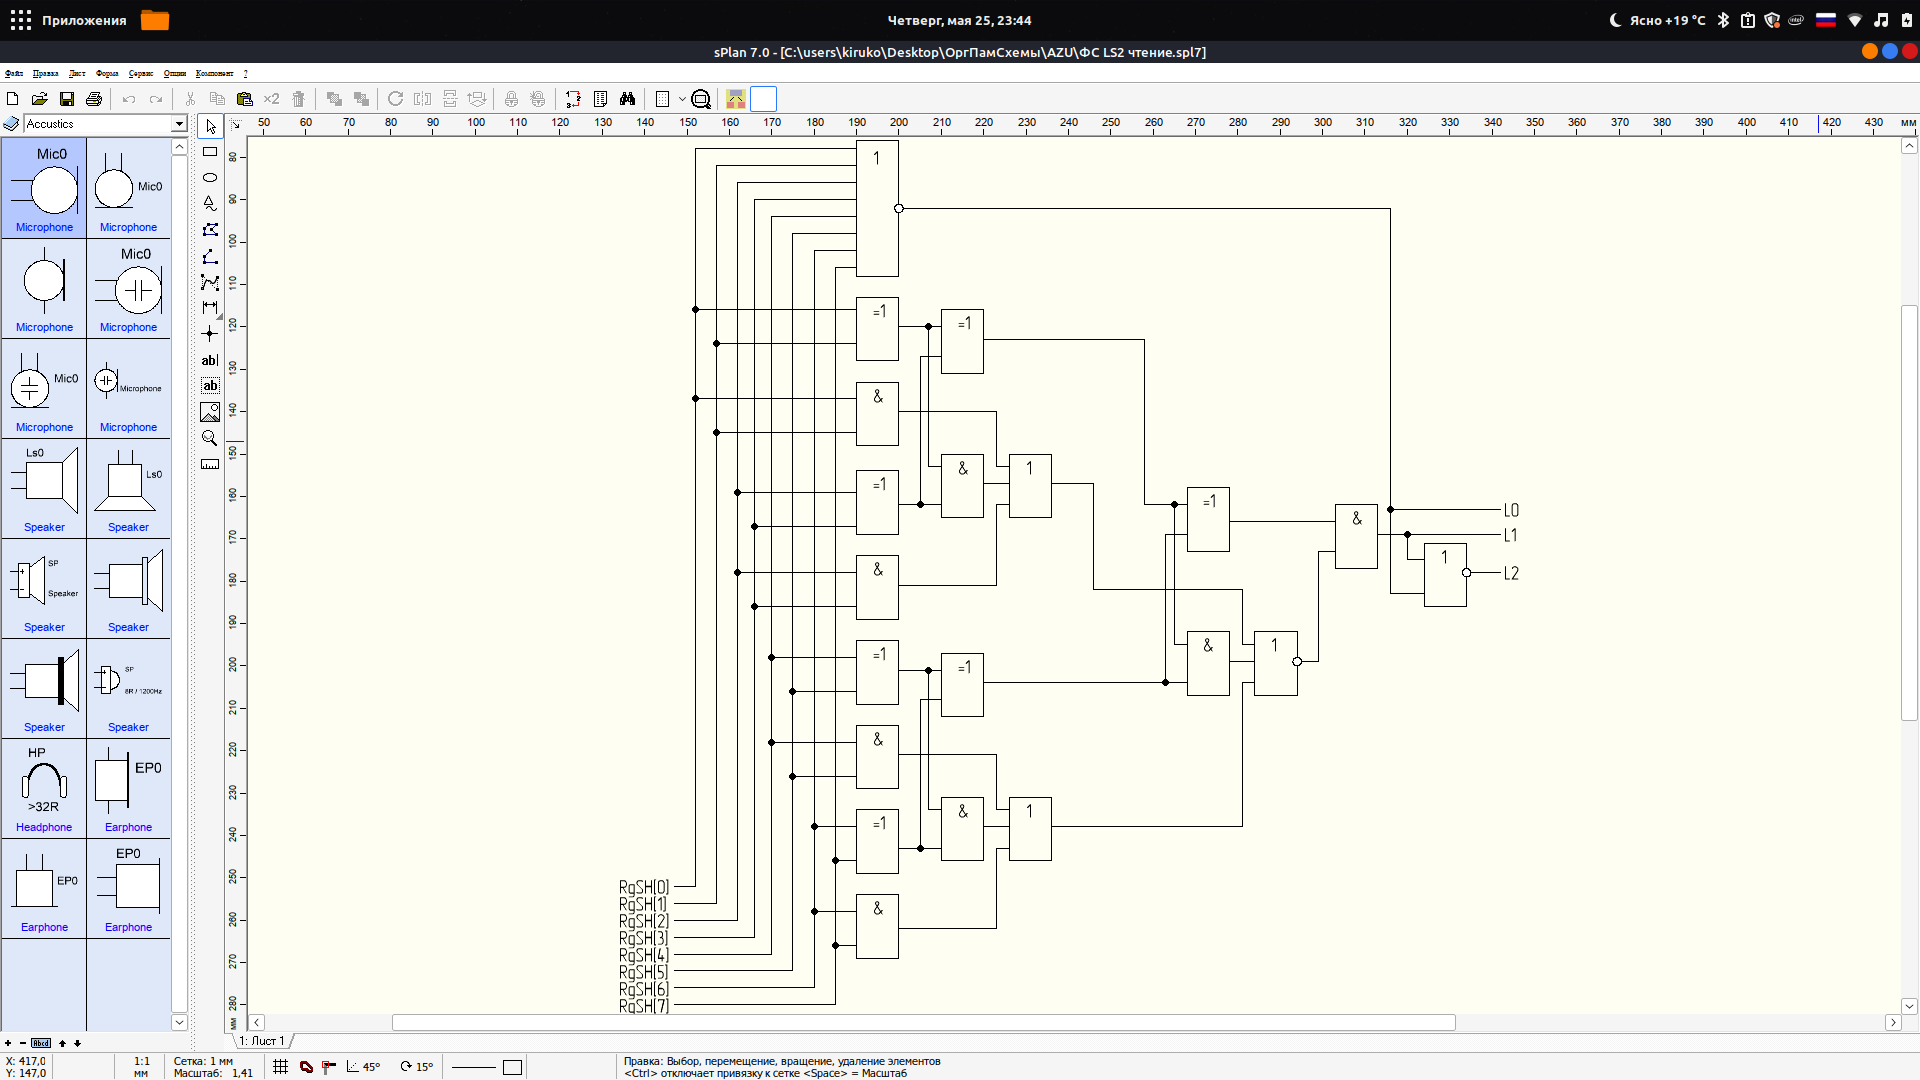 Приложения
Четверг, мая 25, 23:44
Ясно +19 °C
sPlan 7.0 - [C:\users\kiruko\Desktop\ОргПамСхемы\AZU\ФС LS2 чтение.spl7]
Файл Правка Лист Форма Сервис Опции Компонент ?
×2
Accustics
50 60 70 80 90 100 110 120 130 140 150 160 170 180 190 200 210 220 230 240 250 260 270 280 290 300 310 320 330 340 350 360 370 380 390 400 410 420 430 мм
80 90 100 110 120 130 140 150 160 170 180 190 200 210 220 230 240 250 260 270 280 мм
Mic0
Microphone
Mic0
Microphone
Microphone
Mic0
Microphone
Mic0
Microphone
Microphone
Microphone
Ls0
Speaker
Ls0
Speaker
SP
Speaker
Speaker
Speaker
Speaker
SP
8R / 1200Hz
Speaker
HP
>32R
Headphone
EP0
Earphone
EP0
Earphone
EP0
Earphone
ab|
ab
1
=1
=1
&
&
1
=1
&
=1
=1
&
&
1
=1
&
=1
&
1
&
1
L0
L1
L2
RgSH[0]
RgSH[1]
RgSH[2]
RgSH[3]
RgSH[4]
RgSH[5]
RgSH[6]
RgSH[7]
1: Лист 1
Abcd
X: 417,0
Y: 147,0
1:1
мм
Сетка: 1 мм
Масштаб: 1,41
45°
15°
Правка: Выбор, перемещение, вращение, удаление элементов
<Ctrl> отключает привязку к сетке <Space> = Масштаб